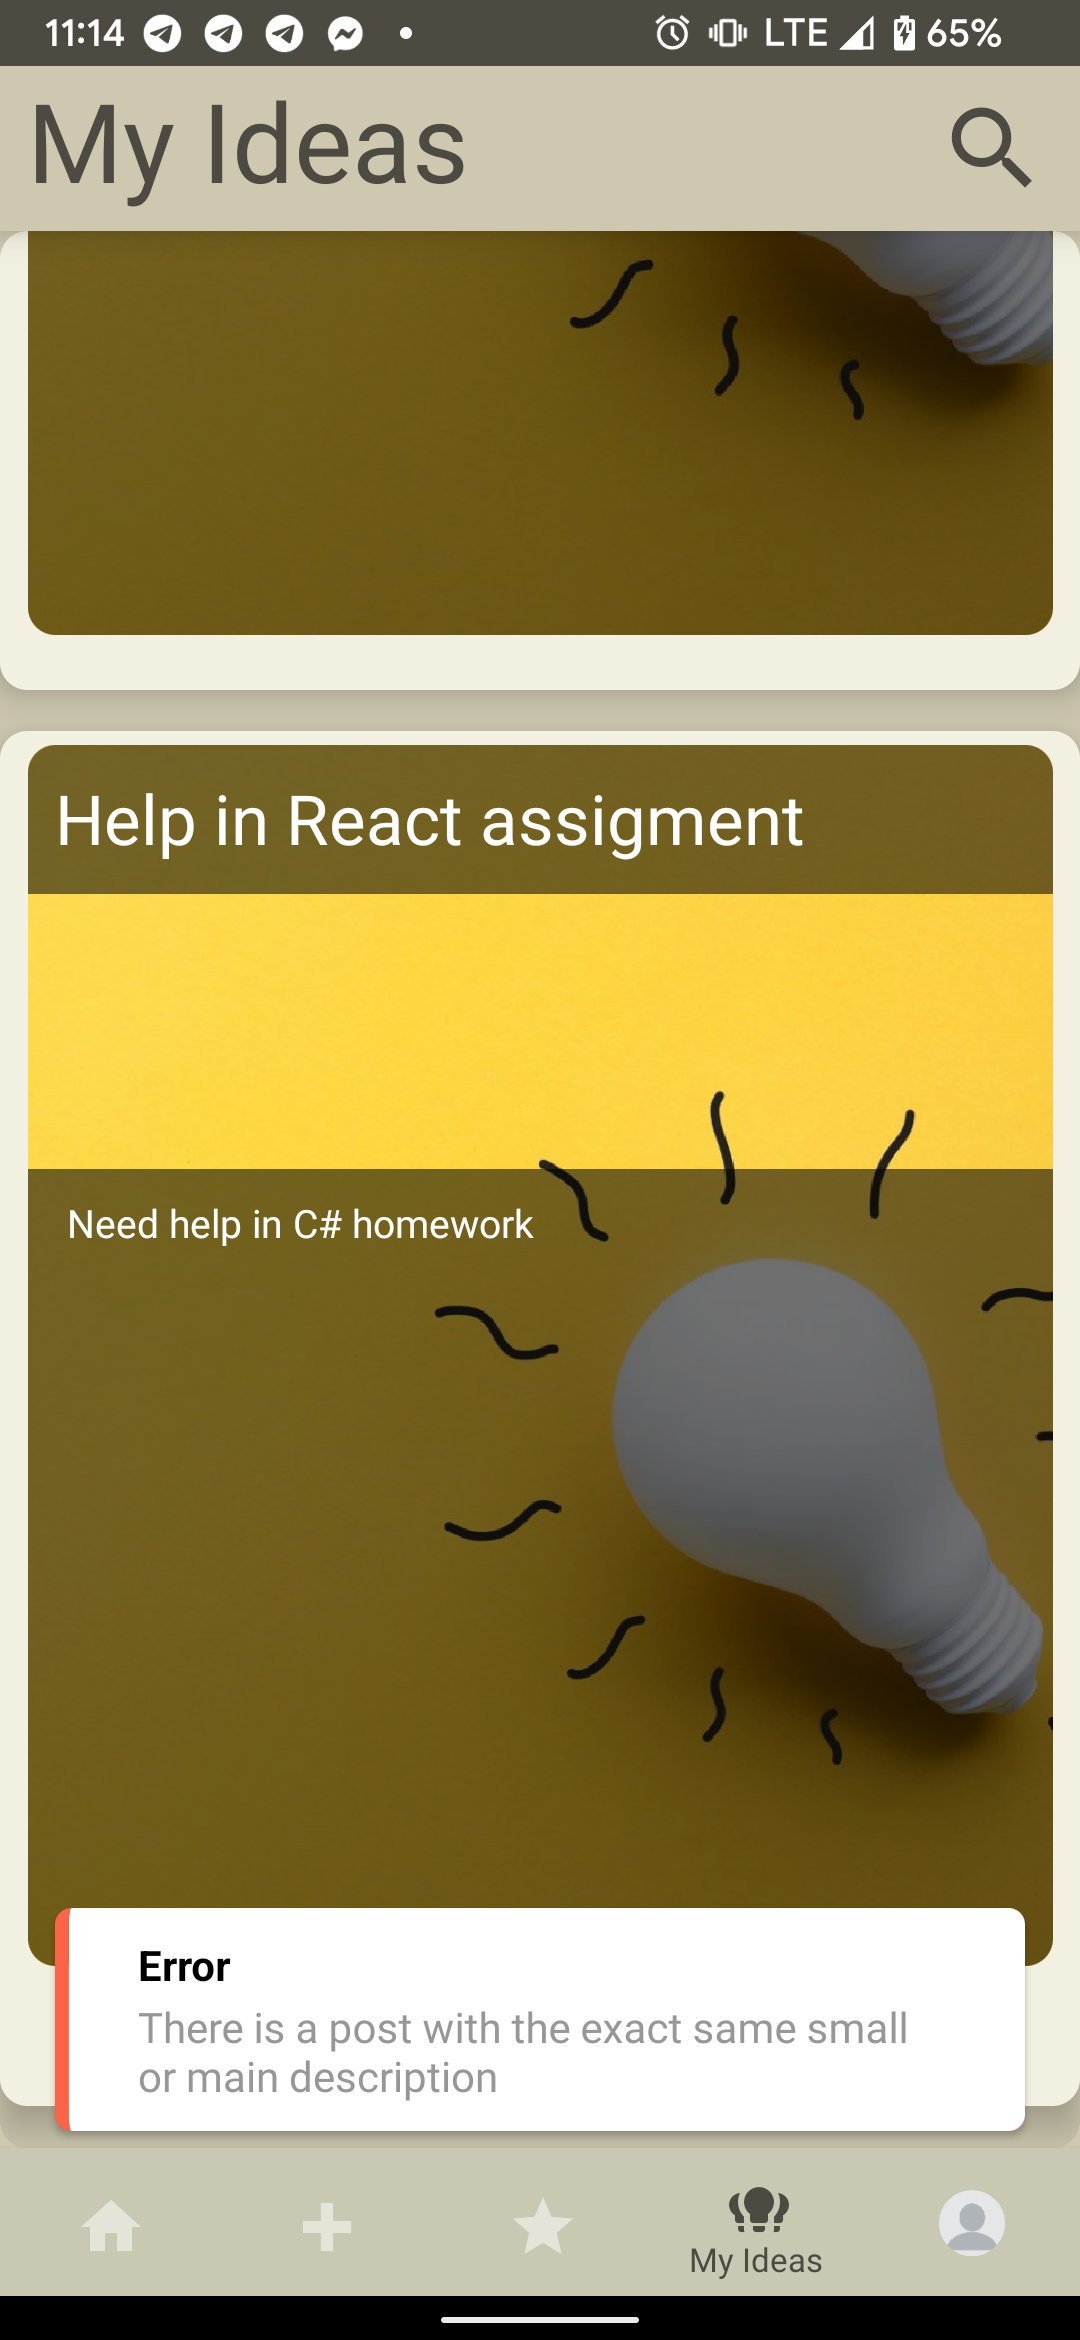 11:14 LTE 65%
My Ideas
Help in React assigment
Need help in C# homework
Error
There is a post with the exact same small
or main description
My Ideas